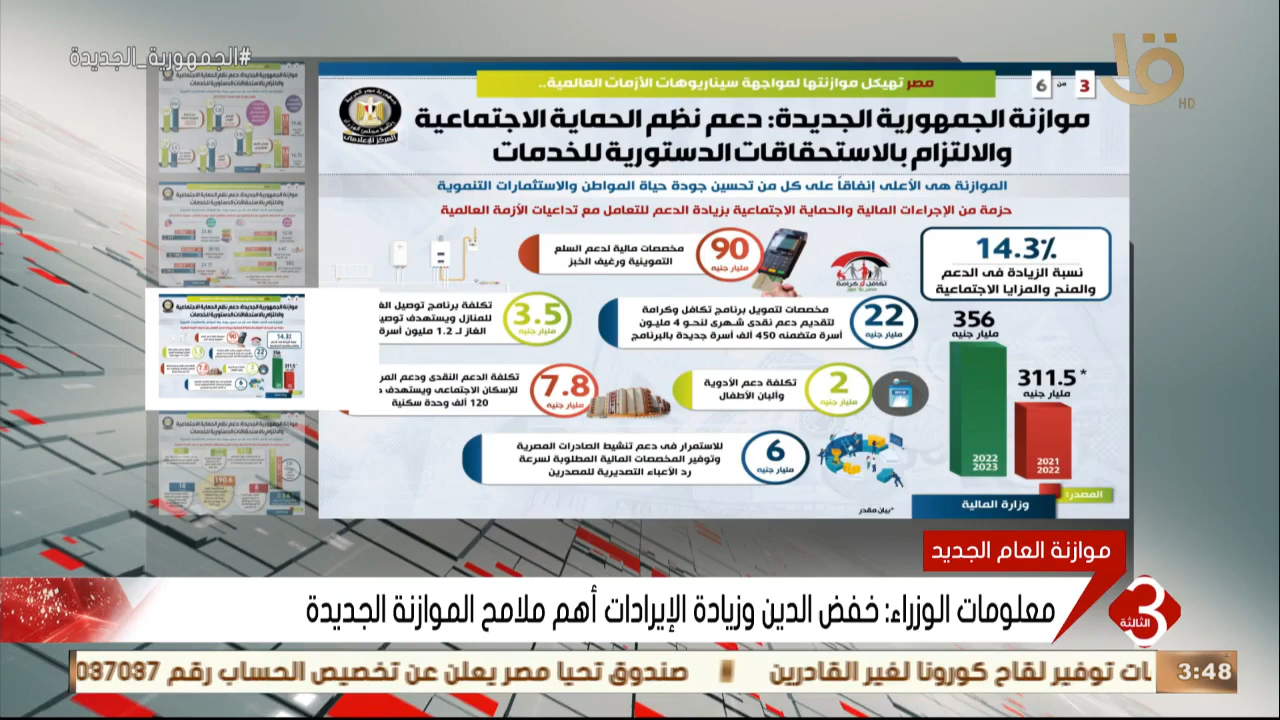 #الجمهورية_الجديدة
HD
3 من 6
مصر تهيكل موازنتها لمواجهة سيناريوهات الأزمات العالمية..
موازنة الجمهورية الجديدة: دعم نظم الحماية الاجتماعية
والالتزام بالاستحقاقات الدستورية للخدمات
الموازنة هى الأعلى إنفاقاً على كل من تحسين جودة حياة المواطن والاستثمارات التنموية
حزمة من الإجراءات المالية والحماية الاجتماعية بزيادة الدعم للتعامل مع تداعيات الأزمة العالمية
14.3%
نسبة الزيادة فى الدعم
والمنح والمزايا الاجتماعية
356
مليار جنيه
311.5*
مليار جنيه
2022
2023
2021
2022
تكافل وكرامة
90
مليار جنيه
مخصصات مالية لدعم السلع
التموينية ورغيف الخبز
22
مليار جنيه
مخصصات لتمويل برنامج تكافل وكرامة
لتقديم دعم نقدى شهرى لنحو 4 مليون
أسرة متضمنه 450 ألف أسرة جديدة بالبرنامج
3.5
مليار جنيه
تكلفة برنامج توصيل
للمنازل ويستهدف
الغاز لـ 1.2 مليون أسرة
2
مليار جنيه
تكلفة دعم الأدوية
وألبان الأطفال
7.8
مليار جنيه
تكلفة الدعم النقدى ودعم
للإسكان الاجتماعى ويستهدف
120 ألف وحدة سكنية
6
مليار جنيه
للاستمرار فى دعم تنشيط الصادرات المصرية
وتوفير المخصصات المالية المطلوبة لسرعة
رد الأعباء التصديرية للمصدرين
المصدر:
وزارة المالية
*بيان مقدر
موازنة العام الجديد
3
الثالثة
معلومات الوزراء: خفض الدين وزيادة الإيرادات أهم ملامح الموازنة الجديدة
3:48
ات توفير لقاح كورونا لغير القادرين
صندوق تحيا مصر يعلن عن تخصيص الحساب رقم 037037